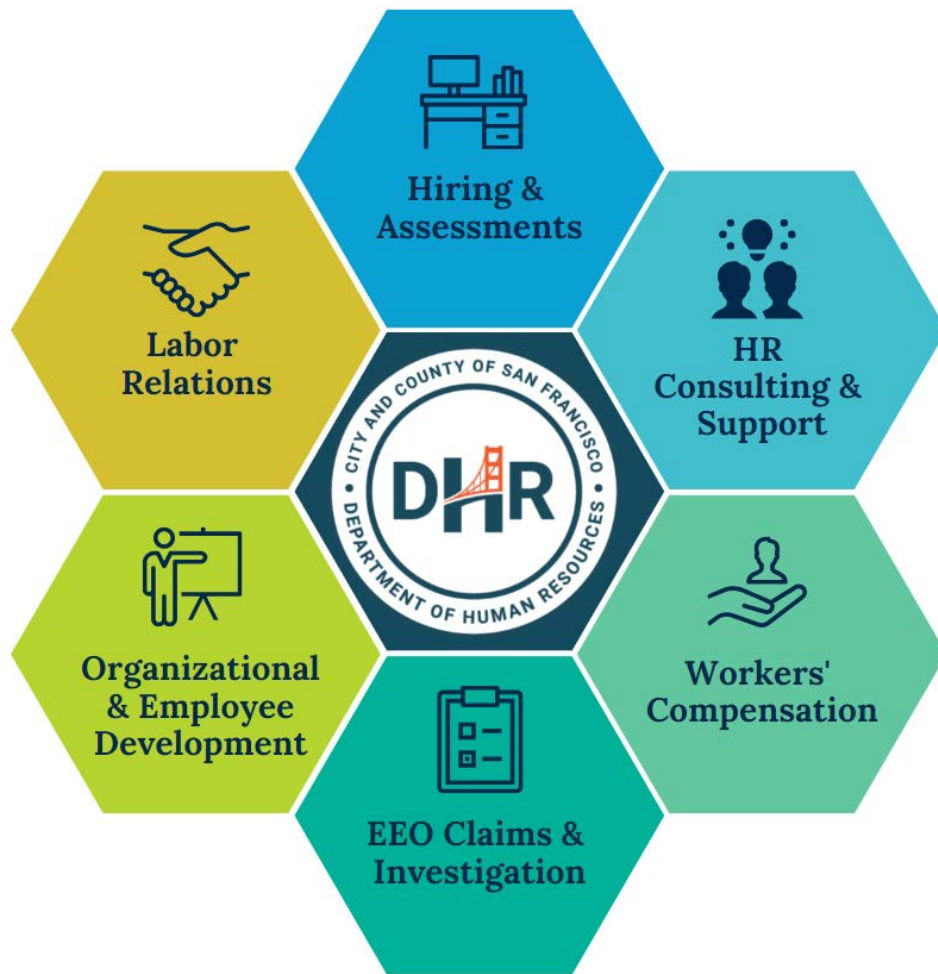 Hiring &
Assessments
Labor
Relations
HR
Consulting &
Support
CITY AND COUNTY OF SAN FRANCISCO
DHR
DEPARTMENT OF HUMAN RESOURCES
Organizational
& Employee
Development
Workers'
Compensation
EEO Claims &
Investigation